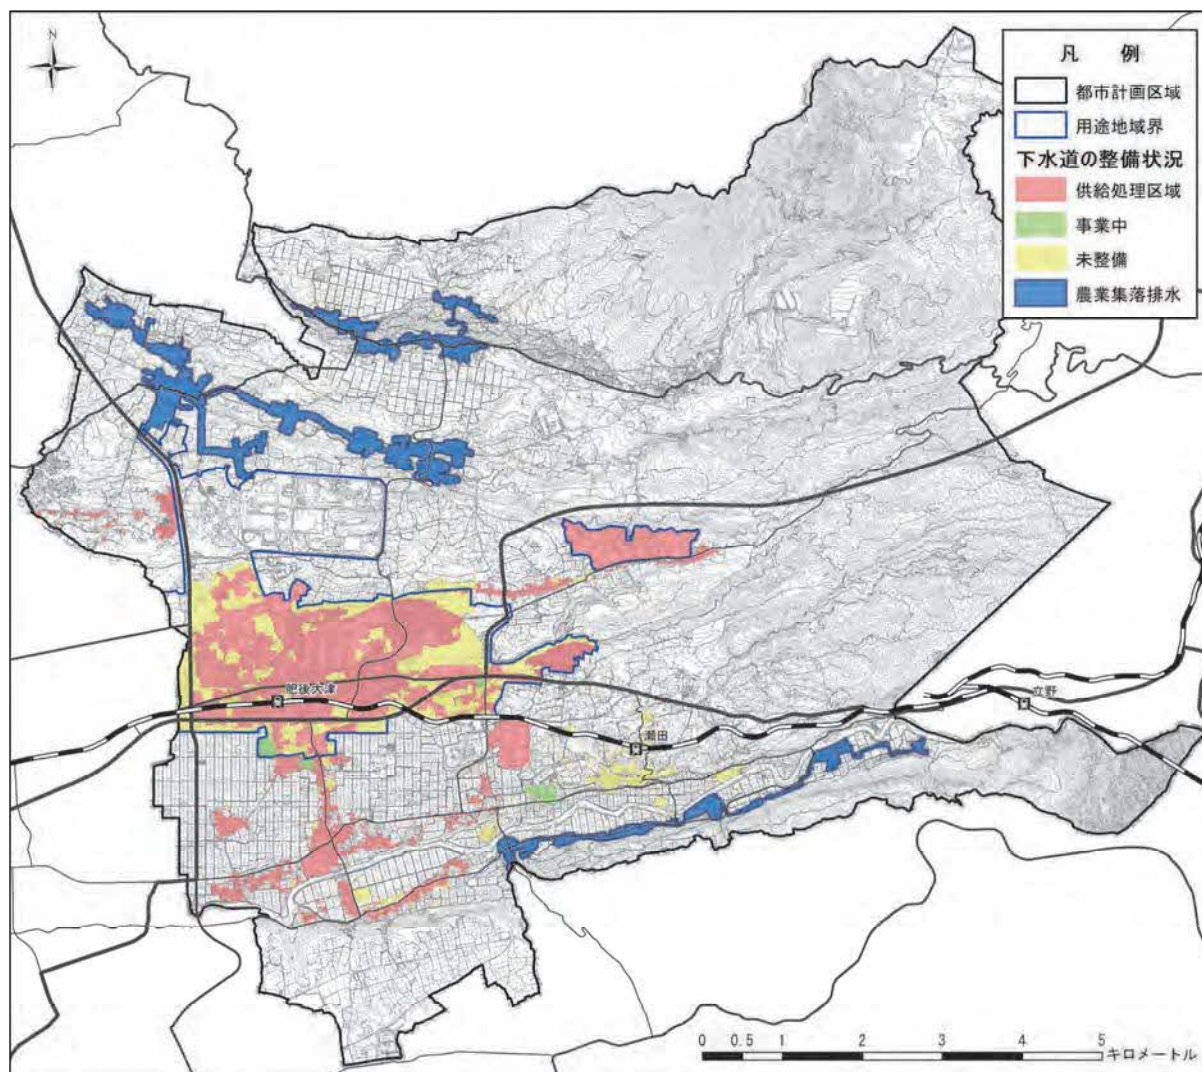 N
凡 例
都市計画区域
用途地域界
下水道の整備状況
供給処理区域
事業中
未整備
農業集落排水
肥後大津
瀬田
立野
0 0.5 1 2 3 4 5
キロメートル